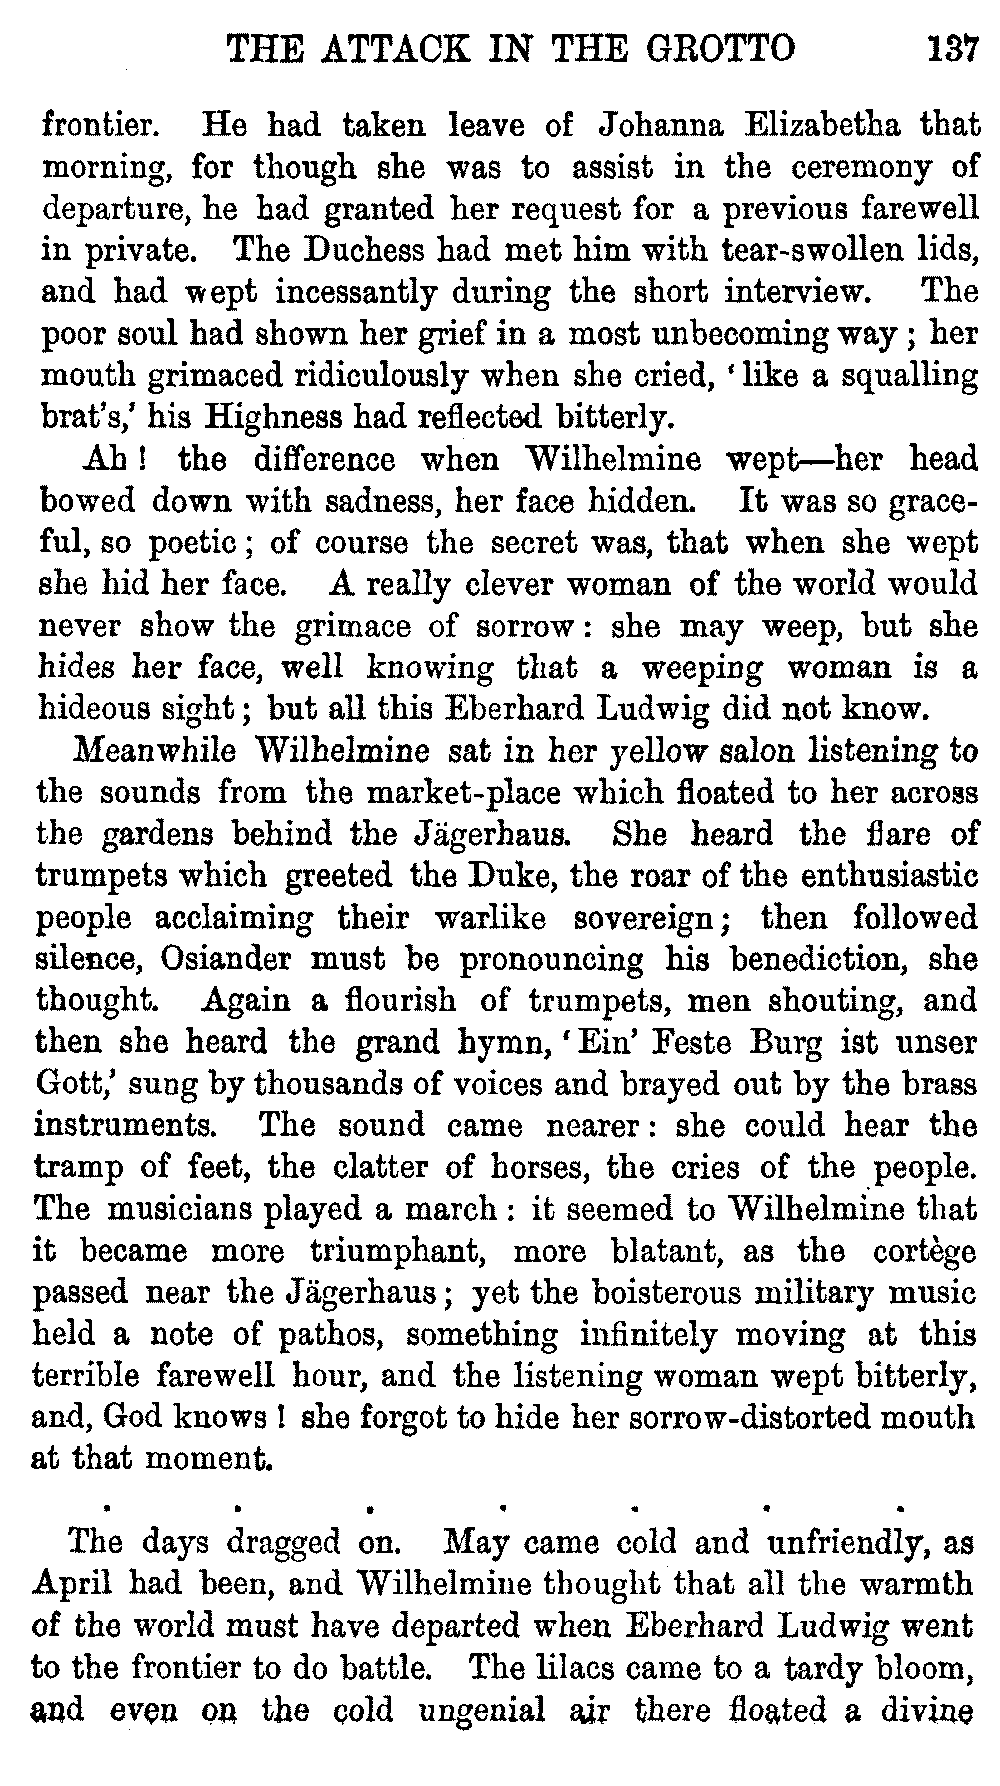 THE ATTACK IN THE GROTTO 137
frontier. He had taken leave of Johanna Elizabetha that
morning, for though she was to assist in the ceremony of
departure, he had granted her request for a previous farewell
in private. The Duchess had met him with tear-swollen lids,
and had wept incessantly during the short interview. The
poor soul had shown her grief in a most unbecoming way; her
mouth grimaced ridiculously when she cried, 'like a squalling
brat's,' his Highness had reflected bitterly.
Ah! the difference when Wilhelmine wept—her head
bowed down with sadness, her face hidden. It was so grace-
ful, so poetic; of course the secret was, that when she wept
she hid her face. A really clever woman of the world would
never show the grimace of sorrow: she may weep, but she
hides her face, well knowing that a weeping woman is a
hideous sight; but all this Eberhard Ludwig did not know.
Meanwhile Wilhelmine sat in her yellow salon listening to
the sounds from the market-place which floated to her across
the gardens behind the Jägerhaus. She heard the flare of
trumpets which greeted the Duke, the roar of the enthusiastic
people acclaiming their warlike sovereign; then followed
silence, Osiander must be pronouncing his benediction, she
thought. Again a flourish of trumpets, men shouting, and
then she heard the grand hymn, 'Ein' Feste Burg ist unser
Gott,' sung by thousands of voices and brayed out by the brass
instruments. The sound came nearer: she could hear the
tramp of feet, the clatter of horses, the cries of the people.
The musicians played a march: it seemed to Wilhelmine that
it became more triumphant, more blatant, as the cortège
passed near the Jägerhaus; yet the boisterous military music
held a note of pathos, something infinitely moving at this
terrible farewell hour, and the listening woman wept bitterly,
and, God knows! she forgot to hide her sorrow-distorted mouth
at that moment.
. . . . . . .
The days dragged on. May came cold and unfriendly, as
April had been, and Wilhelmine thought that all the warmth
of the world must have departed when Eberhard Ludwig went
to the frontier to do battle. The lilacs came to a tardy bloom,
and even on the cold ungenial air there floated a divine